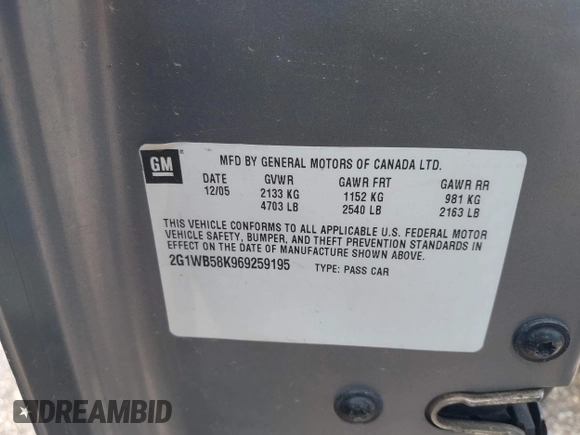 GM
MFD BY GENERAL MOTORS OF CANADA LTD.
DATE GVWR GAWR FRT GAWR RR
12/05 2133 KG 1152 KG 981 KG
4703 LB 2540 LB 2163 LB
THIS VEHICLE CONFORMS TO ALL APPLICABLE U.S. FEDERAL MOTOR
VEHICLE SAFETY, BUMPER, AND THEFT PREVENTION STANDARDS IN
EFFECT ON THE DATE OF MANUFACTURE SHOWN ABOVE.
2G1WB58K969259195 TYPE: PASS CAR
DREAMBID